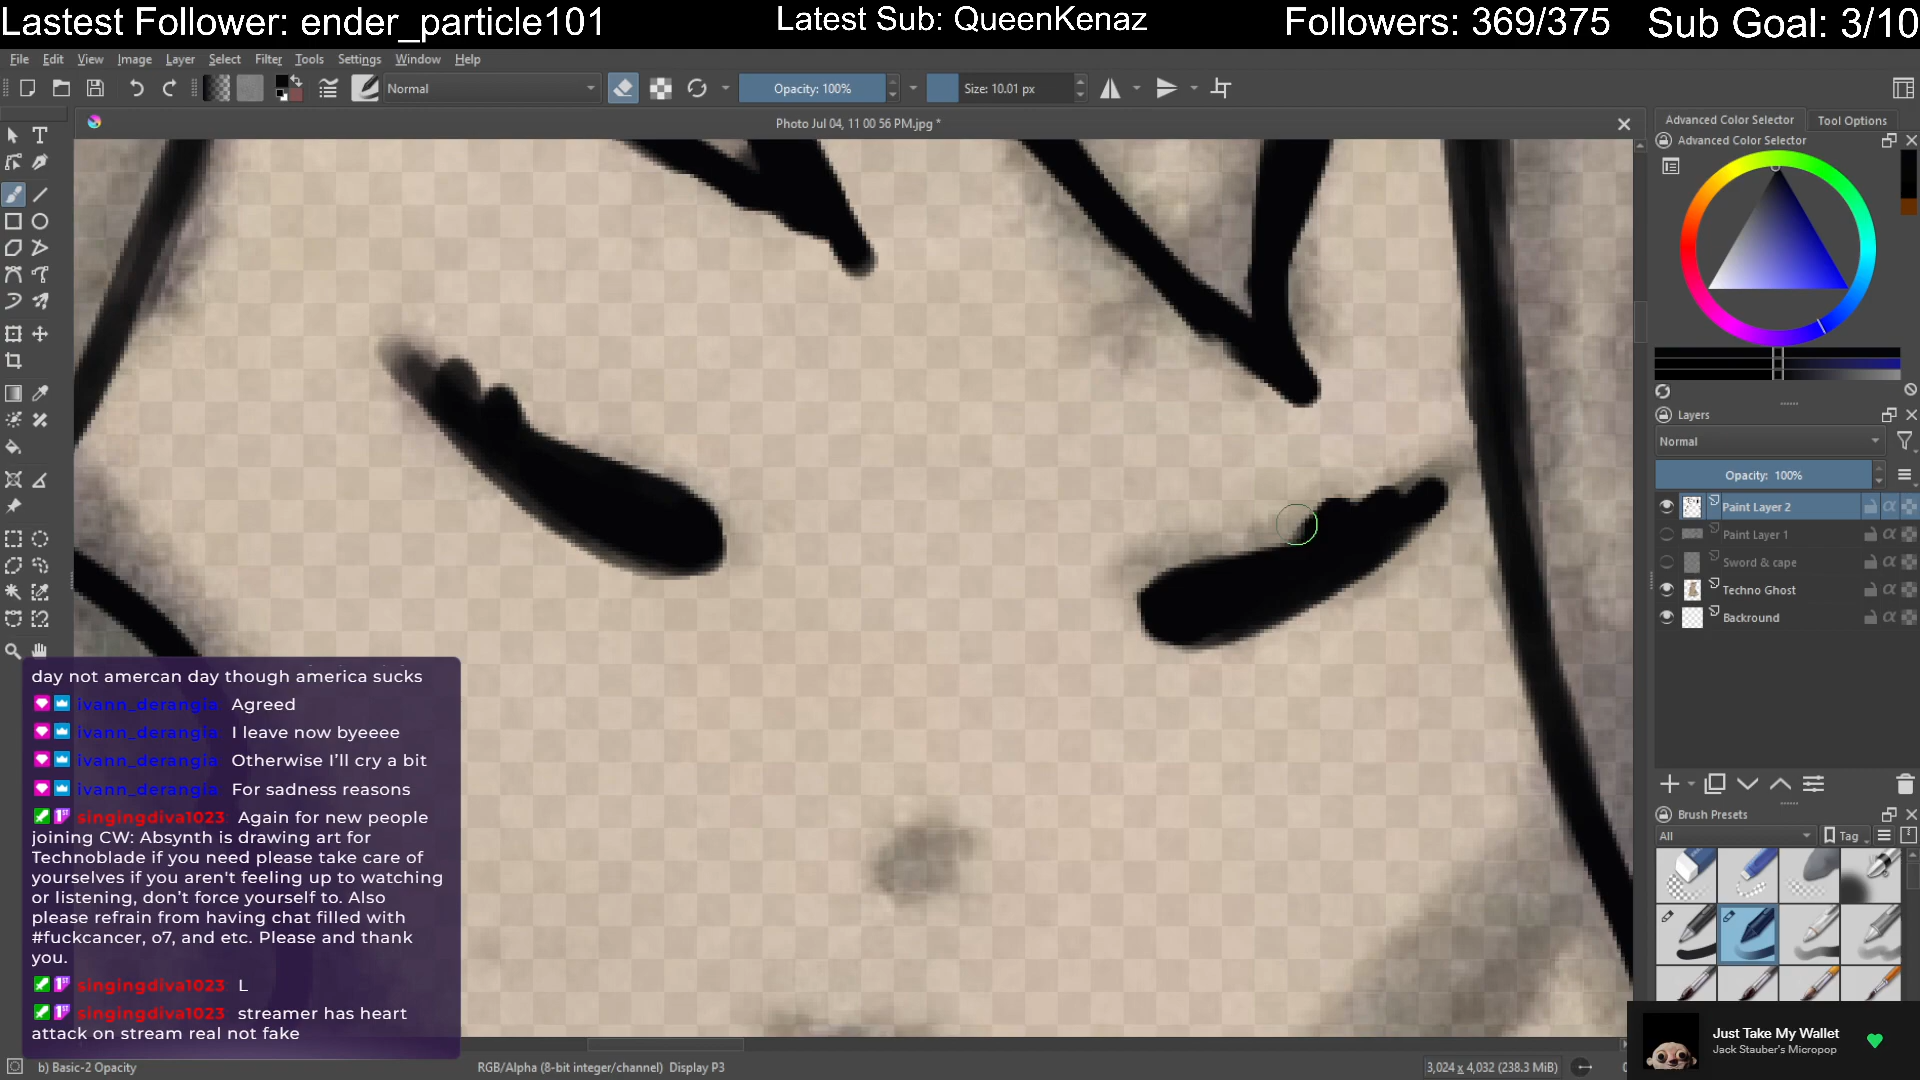 Lastest Follower: ender_particle101
Latest Sub: QueenKenaz
Followers: 369/375
Sub Goal: 3/10
File Edit View Image Layer Select Filter Tools Settings Window Help
Normal
Opacity: 100%
Size: 10.01 px
Photo Jul 04, 11 00 56 PM.jpg *
Advanced Color Selector
Tool Options
Advanced Color Selector
Layers
Normal
Opacity: 100%
Paint Layer 2
Paint Layer 1
Sword & cape
Techno Ghost
Backround
Brush Presets
All
Tag
day not amercan day though america sucks
ivann_derangia Agreed
ivann_derangia I leave now byeeee
ivann_derangia Otherwise I'll cry a bit
ivann_derangia For sadness reasons
singingdiva1023 Again for new people
joining CW: Absynth is drawing art for
Technoblade if you need please take care of
yourselves if you aren't feeling up to watching
or listening, don't force yourself to. Also
please refrain from having chat filled with
#fuckcancer, o7, and etc. Please and thank
you.
singingdiva1023 L
singingdiva1023 streamer has heart
attack on stream real not fake
Just Take My Wallet
Jack Stauber's Micropop
b) Basic-2 Opacity
RGB/Alpha (8-bit integer/channel) Display P3
3,024 x 4,032 (238.3 MiB)